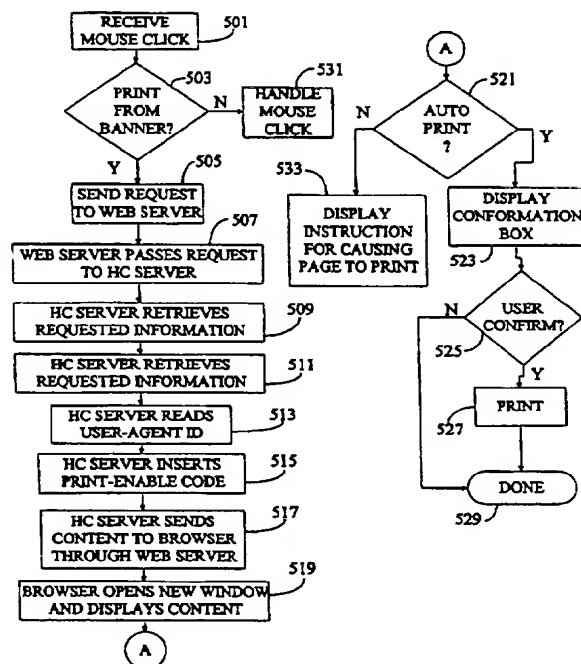 RECEIVE
MOUSE CLICK
501
503
PRINT
FROM
BANNER?
N
531
HANDLE
MOUSE
CLICK
Y
505
SEND REQUEST
TO WEB SERVER
507
WEB SERVER PASSES REQUEST
TO HC SERVER
HC SERVER RETRIEVES
REQUESTED INFORMATION
509
HC SERVER RETRIEVES
REQUESTED INFORMATION
511
HC SERVER READS
USER-AGENT ID
513
HC SERVER INSERTS
PRINT-ENABLE CODE
515
HC SERVER SENDS
CONTENT TO BROWSER
THROUGH WEB SERVER
517
519
BROWSER OPENS NEW WINDOW
AND DISPLAYS CONTENT
A
A
521
AUTO
PRINT
?
N
Y
533
DISPLAY
INSTRUCTION
FOR CAUSING
PAGE TO PRINT
DISPLAY
CONFORMATION
BOX
523
N
USER
CONFIRM?
525
Y
PRINT
527
DONE
529